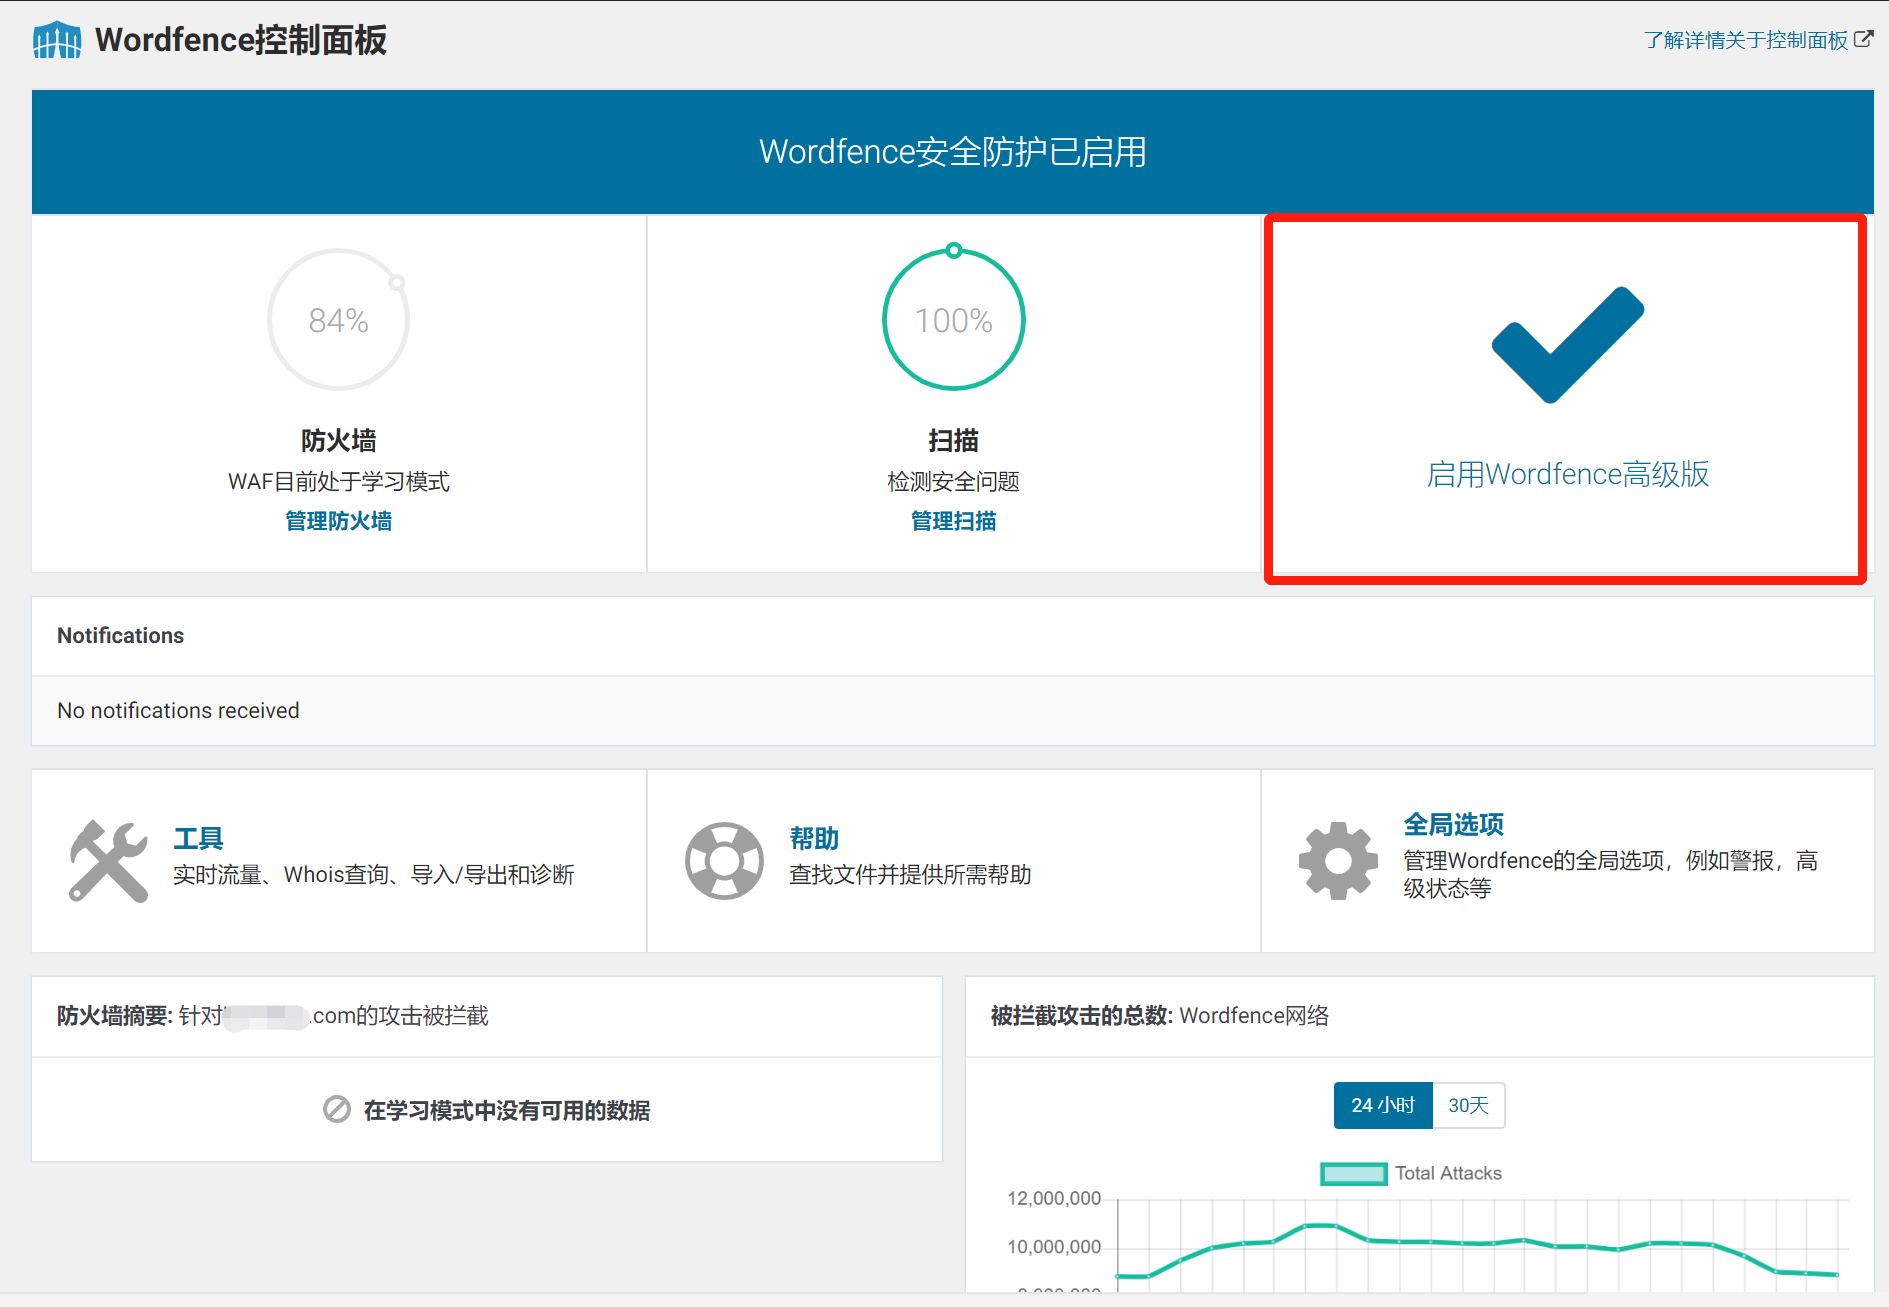 Wordfence控制面板
了解详情关于控制面板
Wordfence安全防护已启用
84%
防火墙
WAF目前处于学习模式
管理防火墙
100%
扫描
检测安全问题
管理扫描
启用Wordfence高级版
Notifications
No notifications received
工具
实时流量、Whois查询、导入/导出和诊断
帮助
查找文件并提供所需帮助
全局选项
管理Wordfence的全局选项，例如警报，高
级状态等
防火墙摘要: 针对 .com的攻击被拦截
在学习模式中没有可用的数据
被拦截攻击的总数: Wordfence网络
24 小时
30天
Total Attacks
12,000,000
10,000,000